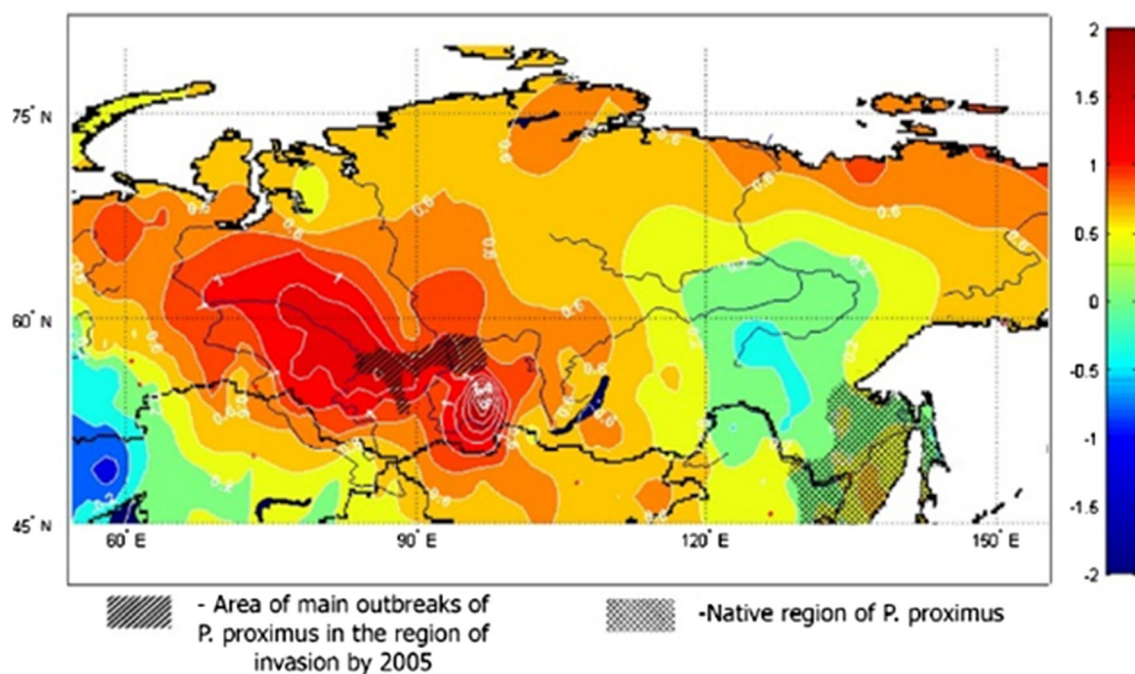 2
1.5
1
0.5
0
-0.5
-1
-1.5
-2
75° N
60° N
45° N
60° E
90° E
120° E
150° E
- Area of main outbreaks of
P. proximus in the region of
invasion by 2005
-Native region of P. proximus